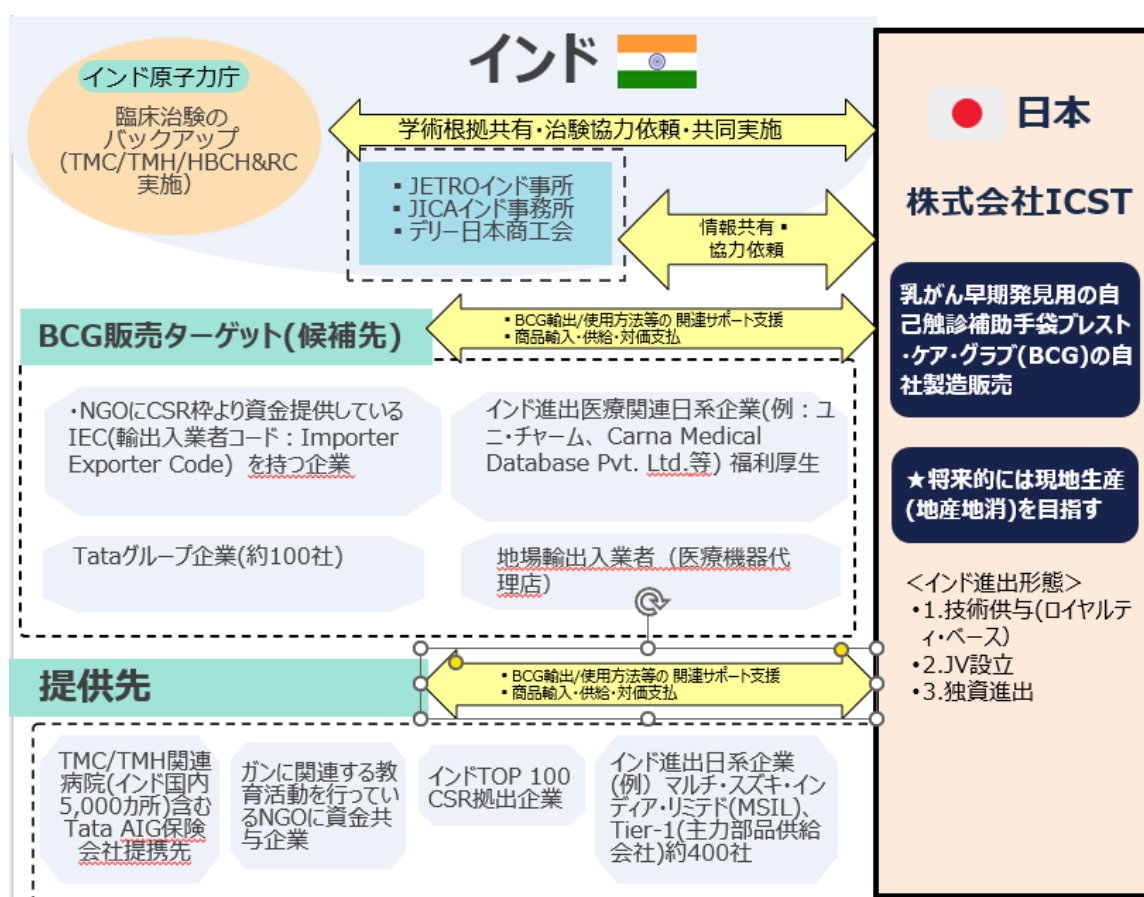 インド
インド原子力庁
臨床治験の
バックアップ
(TMC/TMH/HBCH&RC
実施)
学術根拠共有・治験協力依頼・共同実施
▪ JETROインド事所
▪ JICAインド事務所
▪ デリー日本商工会
情報共有▪
協力依頼
BCG販売ターゲット(候補先)
▪ BCG輸出/使用方法等の 関連サポート支援
▪ 商品輸入・供給・対価支払
・NGOにCSR枠より資金提供している
IEC(輸出入業者コード：Importer
Exporter Code) を持つ企業
インド進出医療関連日系企業(例：ユ
ニ・チャーム、Carna Medical
Database Pvt. Ltd.等) 福利厚生
Tataグループ企業(約100社)
地場輸出入業者（医療機器代
理店）
提供先
▪ BCG輸出/使用方法等の 関連サポート支援
▪ 商品輸入・供給・対価支払
TMC/TMH関連
病院(インド国内
5,000カ所)含む
Tata AIG保険
会社提携先
ガンに関連する教
育活動を行ってい
るNGOに資金共
与企業
インドTOP 100
CSR拠出企業
インド進出日系企業
(例）マルチ・スズキ・イン
ディア・リミテド(MSIL)、
Tier-1(主力部品供給
会社)約400社
日本
株式会社ICST
乳がん早期発見用の自
己触診補助手袋ブレスト
・ケア・グラブ(BCG)の自
社製造販売
★将来的には現地生産
(地産地消)を目指す
＜インド進出形態＞
•1.技術供与(ロイヤルテ
ィ・ベース）
•2.JV設立
•3.独資進出